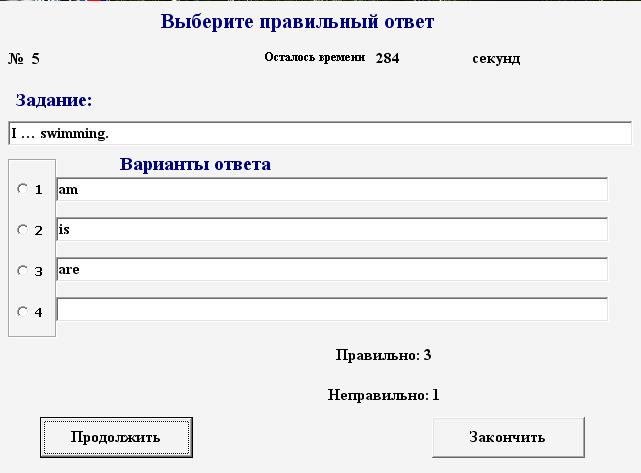 Выберите правильный ответ
№ 5 Осталось времени 284 секунд
Задание:
I ... swimming.
Варианты ответа
1 am
2 is
3 are
4
Правильно: 3
Неправильно: 1
Продолжить Закончить